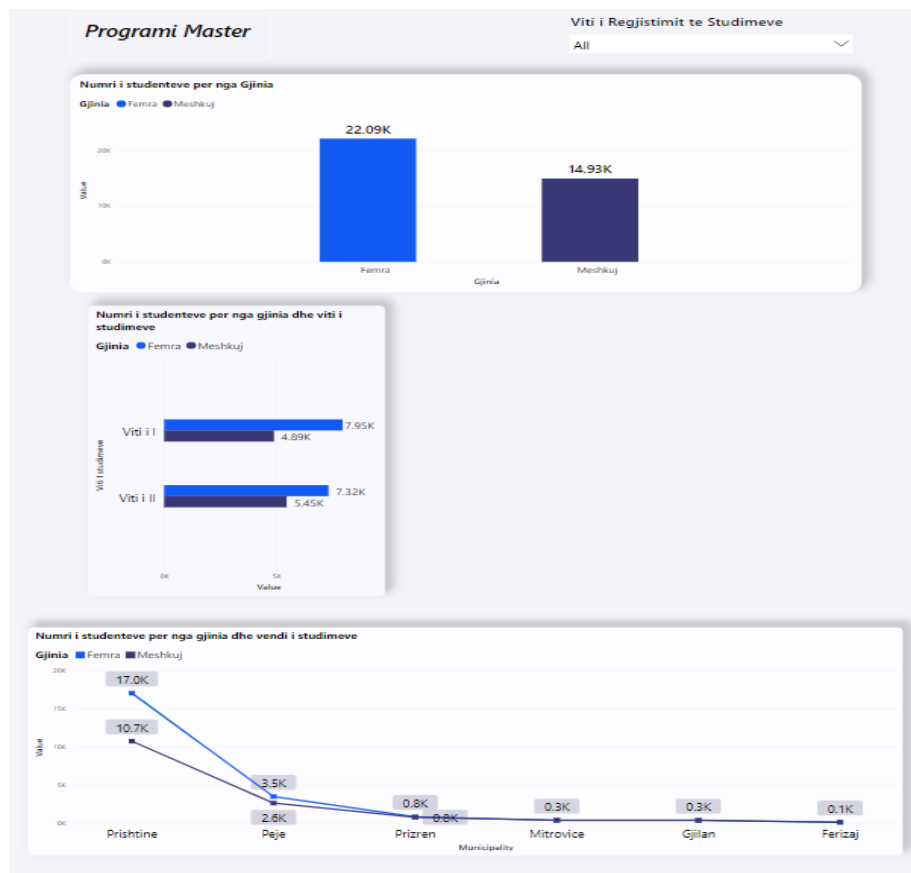 Programi Master
Viti i Regjistimit te Studimeve
All
Numri i studenteve per nga Gjinia
Gjinia Femra Meshkuj
22.09K
14.93K
20K
10K
0K
Value
Femra Meshkuj
Gjinia
Numri i studenteve per nga gjinia dhe viti i
studimeve
Gjinia Femra Meshkuj
Viti i I
7.95K
4.89K
Viti i II
7.32K
5.45K
Viti I studimeve
0K 5K
Value
Numri i studenteve per nga gjinia dhe vendi i studimeve
Gjinia Femra Meshkuj
20K
15K
10K
5K
0K
Value
17.0K
10.7K
3.5K
2.6K
0.8K
0.8K
0.3K
0.3K
0.1K
Prishtine Peje Prizren Mitrovice Gjilan Ferizaj
Municipality